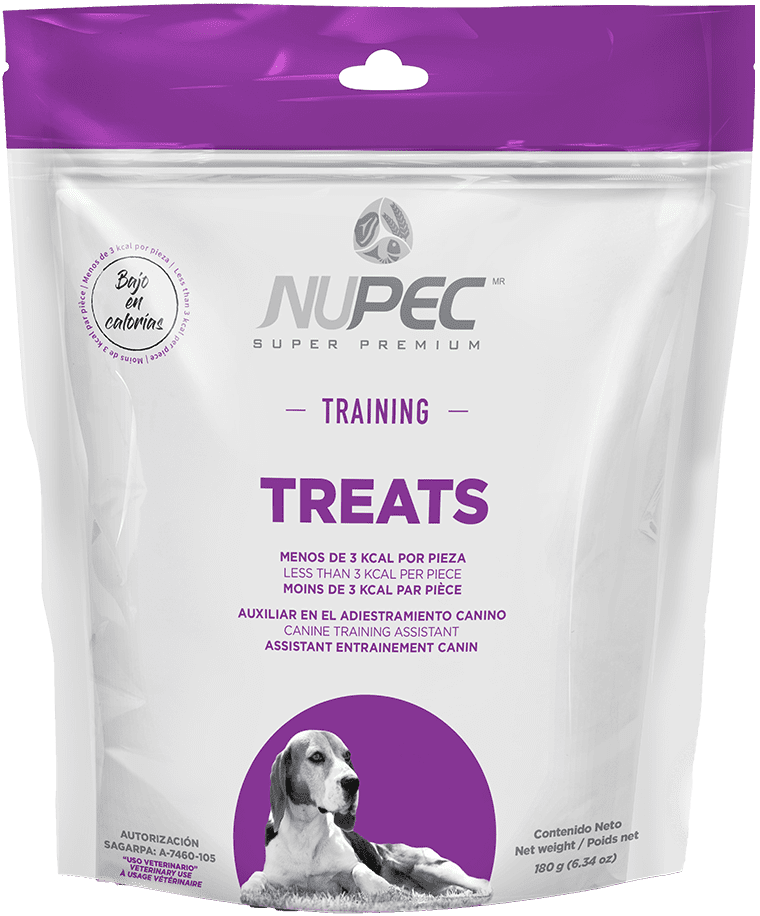 NUPEC MR
SUPER PREMIUM
Menos de 3 kcal por pieza | Less than 3 kcal per piece | Moins de 3 kcal par pièce |
Bajo
en
calorías
— TRAINING —
TREATS
MENOS DE 3 KCAL POR PIEZA
LESS THAN 3 KCAL PER PIECE
MOINS DE 3 KCAL PAR PIÈCE
AUXILIAR EN EL ADIESTRAMIENTO CANINO
CANINE TRAINING ASSISTANT
ASSISTANT ENTRAINEMENT CANIN
AUTORIZACIÓN
SAGARPA: A-7460-105
"USO VETERINARIO"
VETERINARY USE
À USAGE VÉTÉRINAIRE
Contenido Neto
Net weight / Poids net
180 g (6.34 oz)